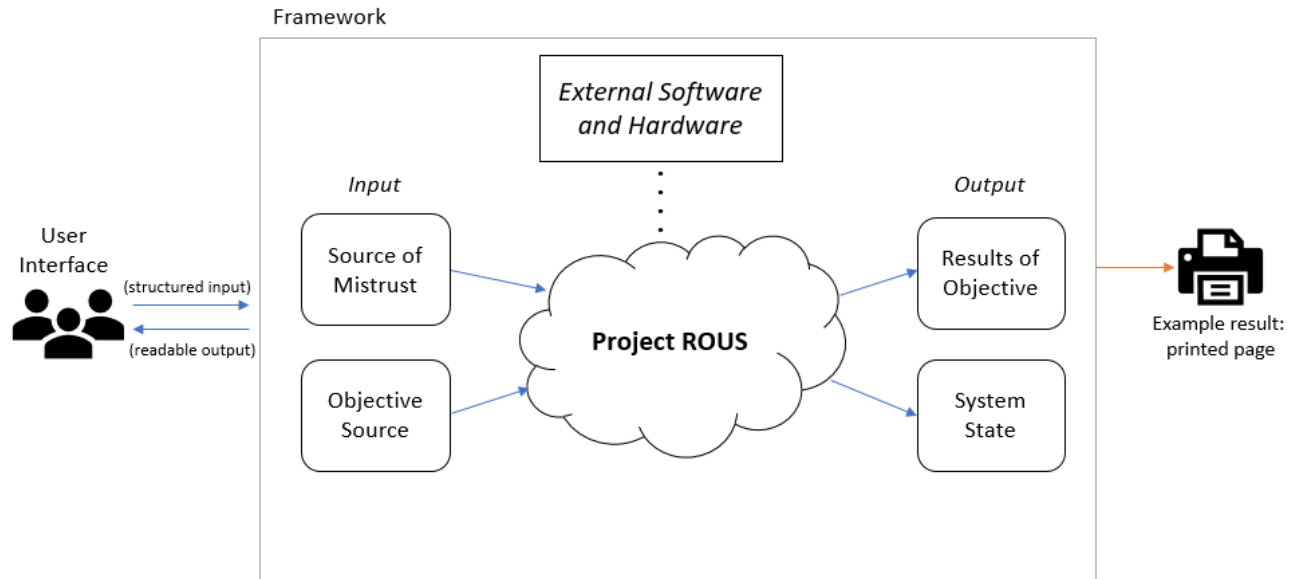 Framework
External Software
and Hardware
Input
Output
User
Interface
(structured input)
(readable output)
Source of
Mistrust
Objective
Source
Project ROUS
Results of
Objective
System
State
Example result:
printed page